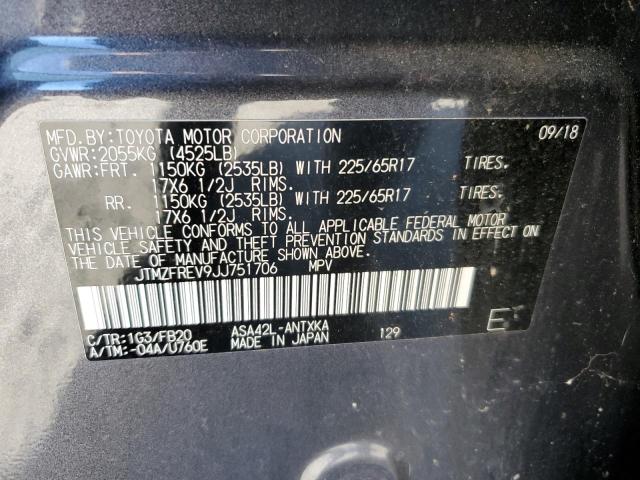 MFD. BY: TOYOTA MOTOR CORPORATION 09/18
GVWR: 2055KG (4525LB)
GAWR: FRT. 1150KG (2535LB) WITH 225/65R17 TIRES.
17X6 1/2J RIMS.
RR. 1150KG (2535LB) WITH 225/65R17 TIRES.
17X6 1/2J RIMS.
THIS VEHICLE CONFORMS TO ALL APPLICABLE FEDERAL MOTOR
VEHICLE SAFETY AND THEFT PREVENTION STANDARDS IN EFFECT ON
THE DATE OF MANUFACTURE SHOWN ABOVE.
JTMZFREV9JJ751706 MPV
C/TR: 1G3/FB20 ASA42L-ANTXKA 129 E
A/TM: -04A/U760E MADE IN JAPAN